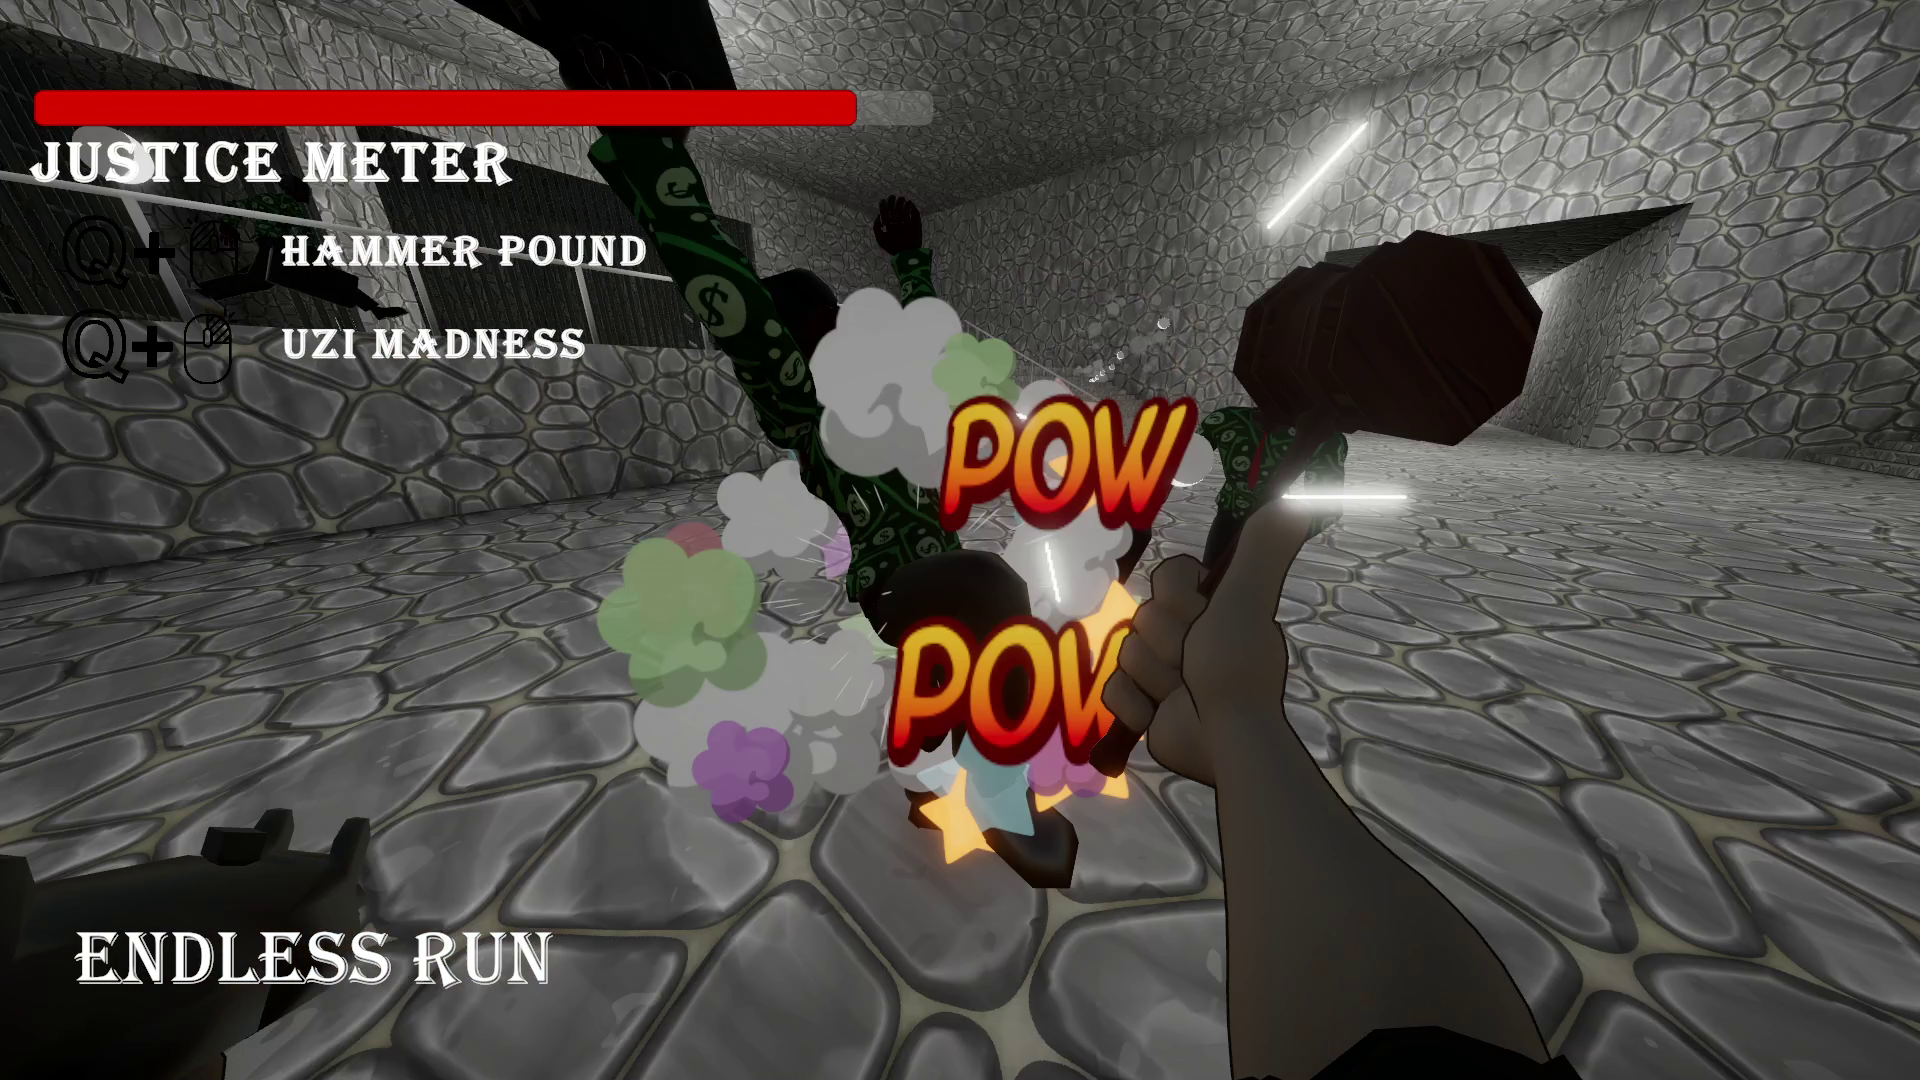 JUSTICE METER
Q+ HAMMER POUND
Q+ UZI MADNESS
POW
POW
ENDLESS RUN